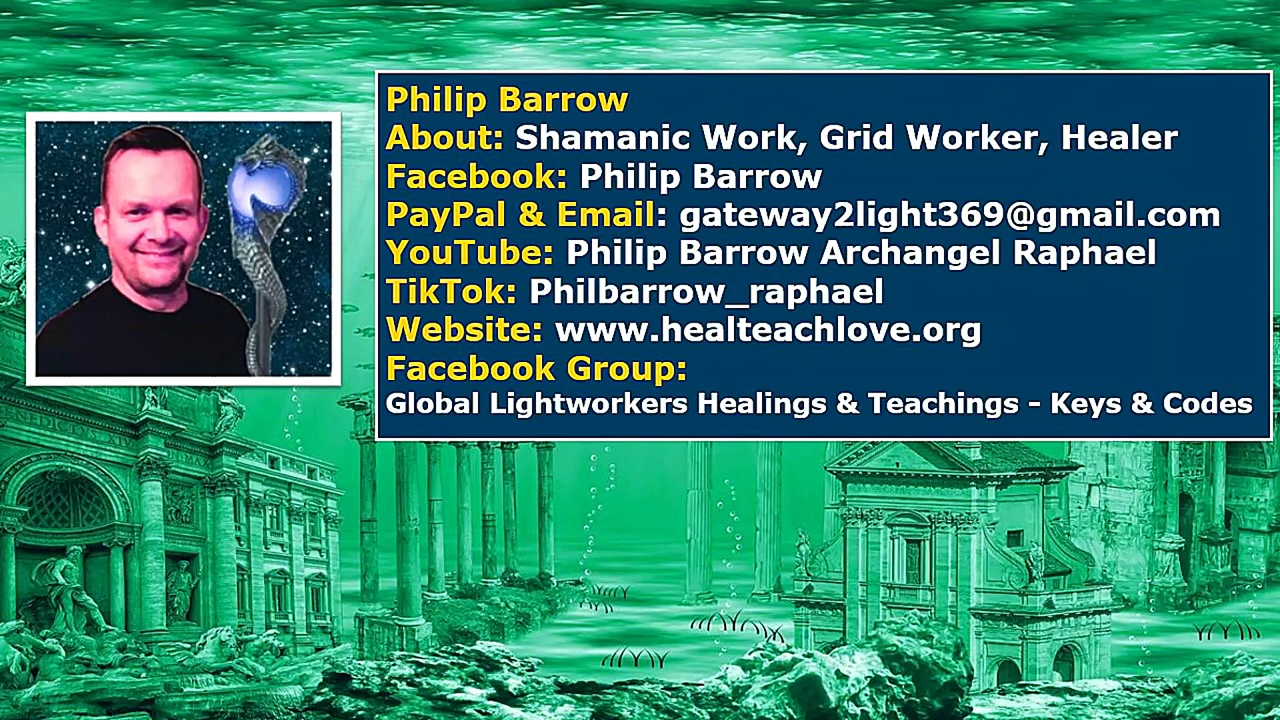 Philip Barrow
About: Shamanic Work, Grid Worker, Healer
Facebook: Philip Barrow
PayPal & Email: gateway2light369@gmail.com
YouTube: Philip Barrow Archangel Raphael
TikTok: Philbarrow_raphael
Website: www.healteachlove.org
Facebook Group:
Global Lightworkers Healings & Teachings - Keys & Codes